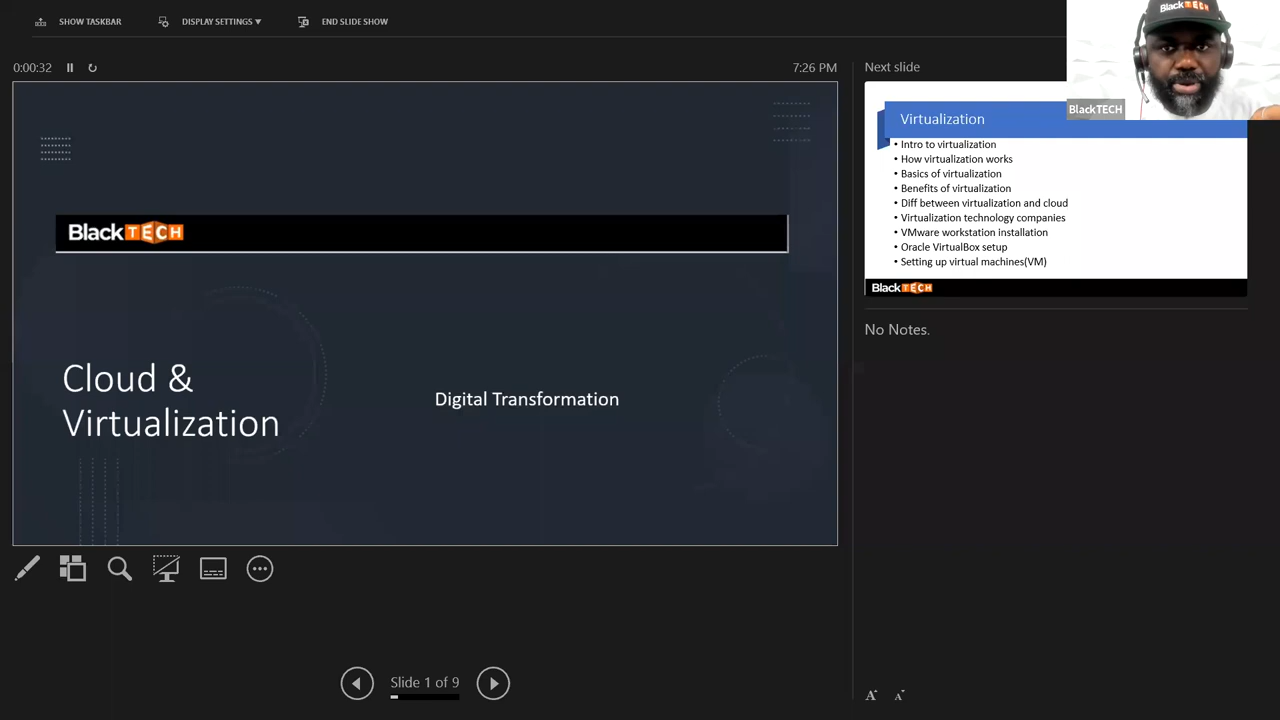 SHOW TASKBAR
DISPLAY SETTINGS
END SLIDE SHOW
0:00:32
7:26 PM
BlackTECH
Cloud &
Virtualization
Digital Transformation
Slide 1 of 9
Next slide
BlackTECH
BlackTECH
Virtualization
• Intro to virtualization
• How virtualization works
• Basics of virtualization
• Benefits of virtualization
• Diff between virtualization and cloud
• Virtualization technology companies
• VMware workstation installation
• Oracle VirtualBox setup
• Setting up virtual machines(VM)
BlackTECH
No Notes.
A A